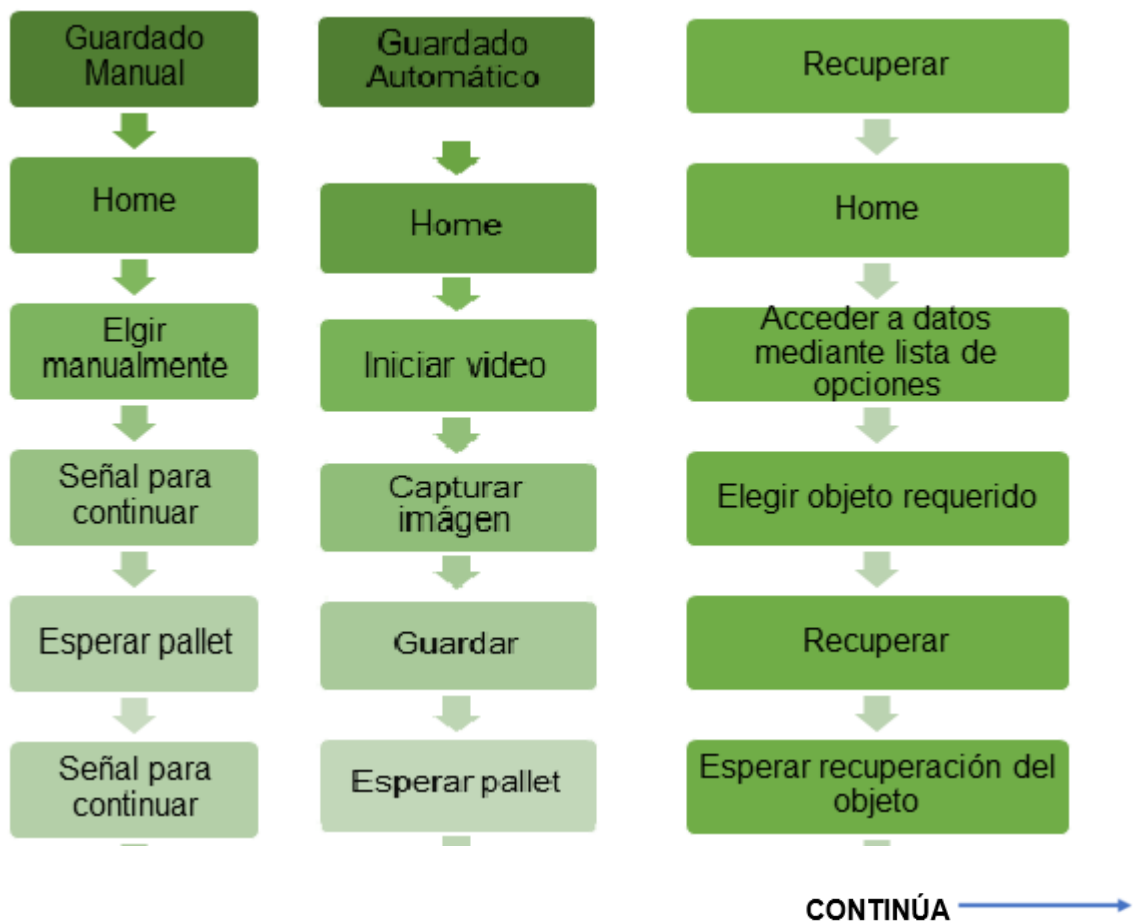 Guardado
Manual
Home
Elgir
manualmente
Señal para
continuar
Esperar pallet
Señal para
continuar
Guardado
Automático
Home
Iniciar video
Capturar
imágen
Guardar
Esperar pallet
Recuperar
Home
Acceder a datos
mediante lista de
opciones
Elegir objeto requerido
Recuperar
Esperar recuperación del
objeto
CONTINÚA